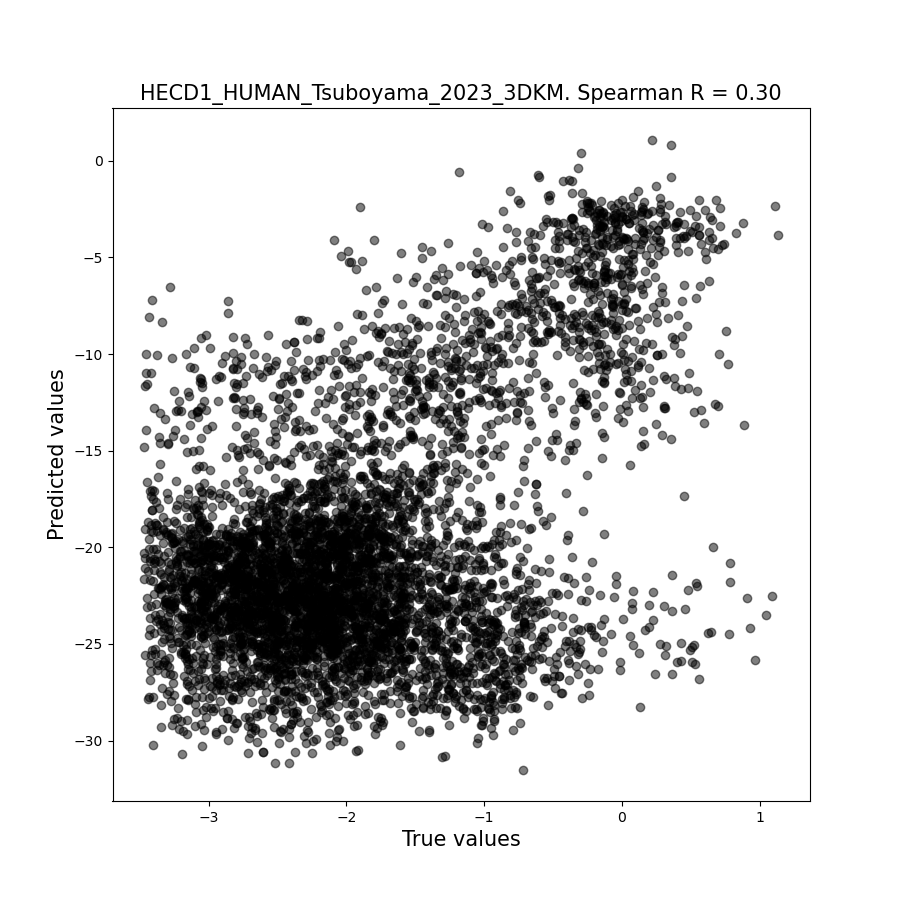 HECD1_HUMAN_Tsuboyama_2023_3DKM. Spearman R = 0.30
0
−5
−10
−15
−20
−25
−30
Predicted values
−3 −2 −1 0 1
True values